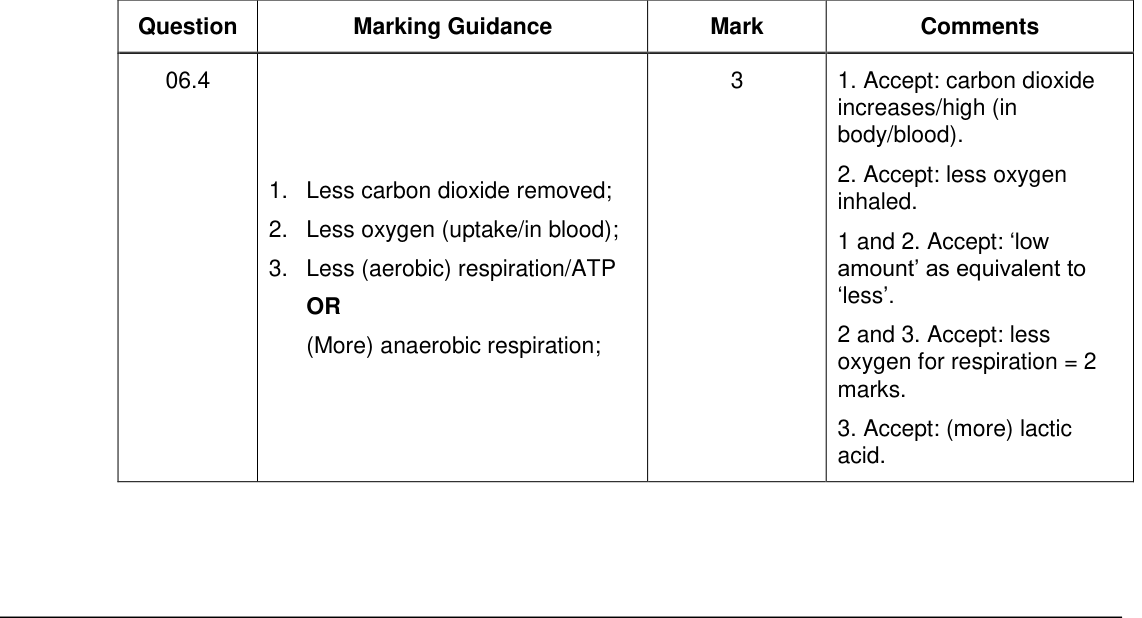 Question Marking Guidance Mark Comments
06.4
1. Less carbon dioxide removed;
2. Less oxygen (uptake/in blood);
3. Less (aerobic) respiration/ATP
OR
(More) anaerobic respiration;
3
1. Accept: carbon dioxide
increases/high (in
body/blood).
2. Accept: less oxygen
inhaled.
1 and 2. Accept: ‘low
amount’ as equivalent to
‘less’.
2 and 3. Accept: less
oxygen for respiration = 2
marks.
3. Accept: (more) lactic
acid.